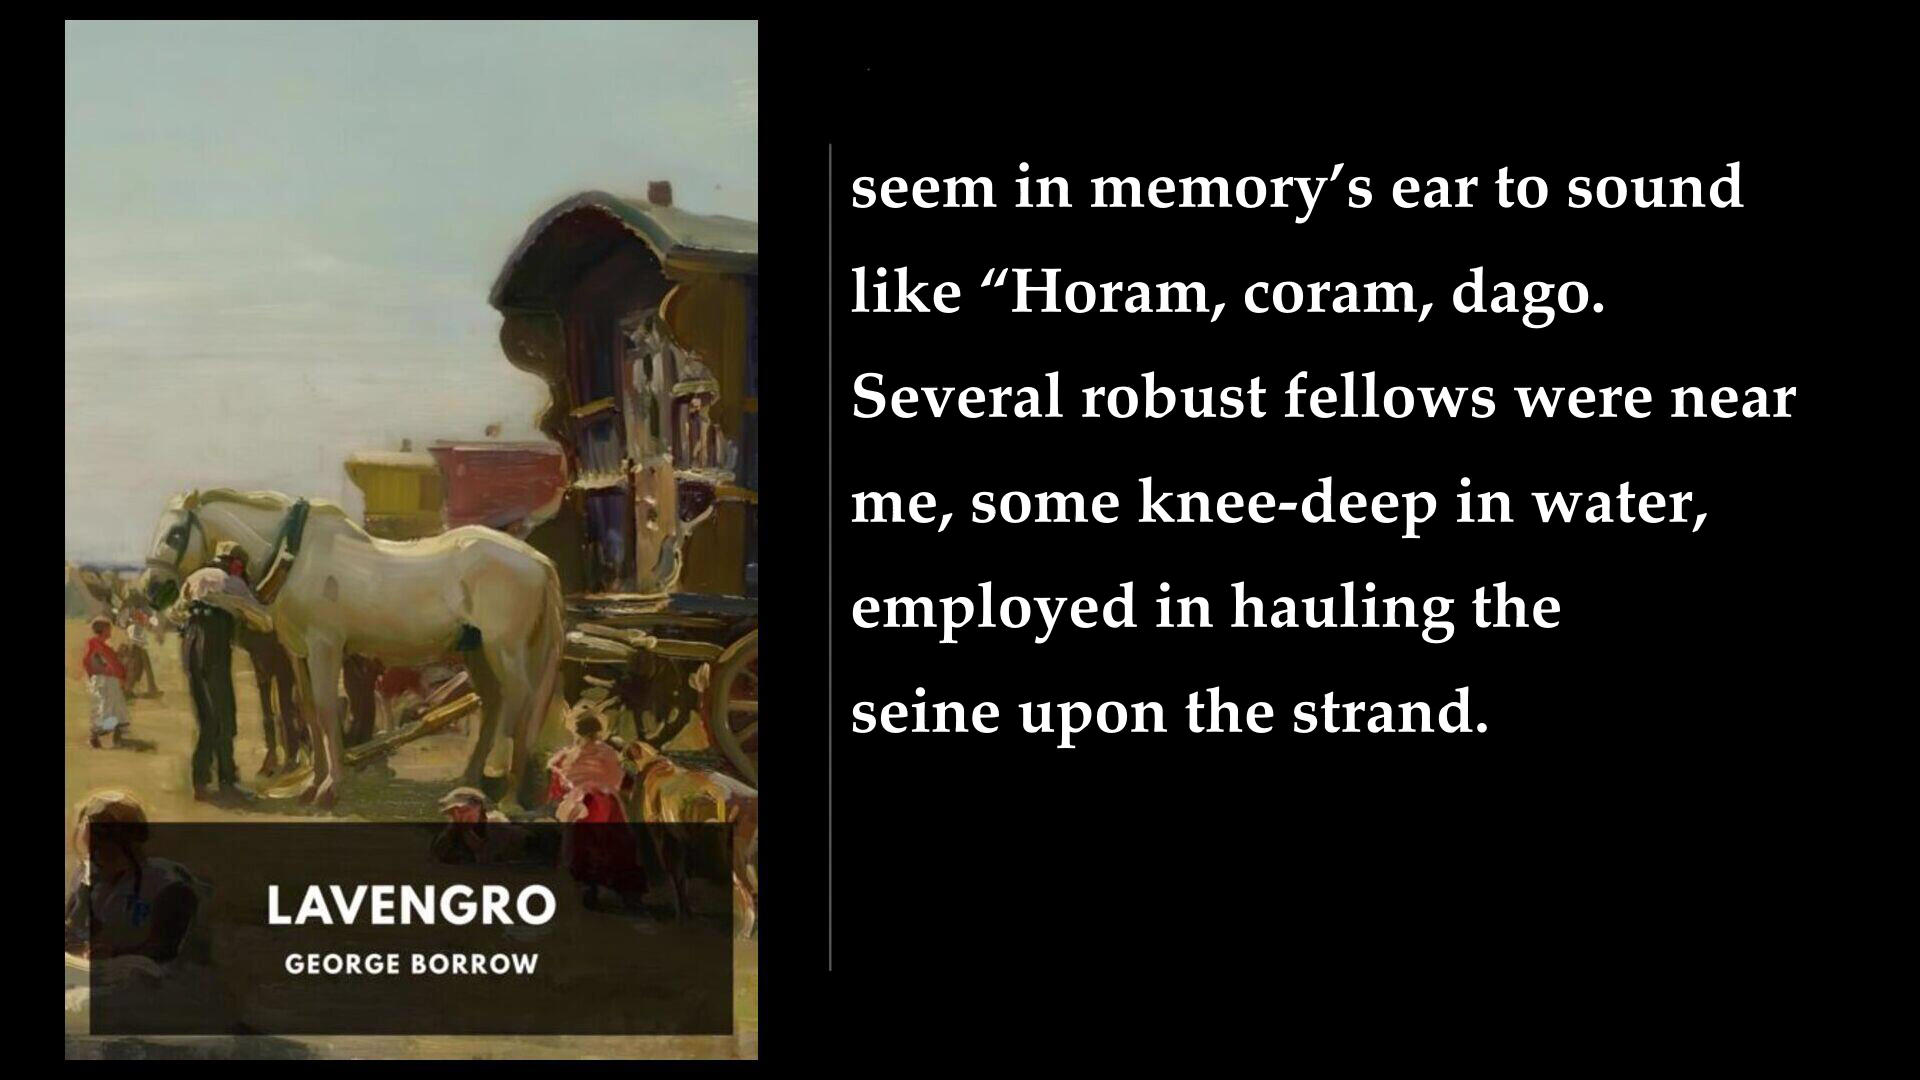 seem in memory’s ear to sound
like “Horam, coram, dago.
Several robust fellows were near
me, some knee-deep in water,
employed in hauling the
seine upon the strand.
LAVENGRO
GEORGE BORROW